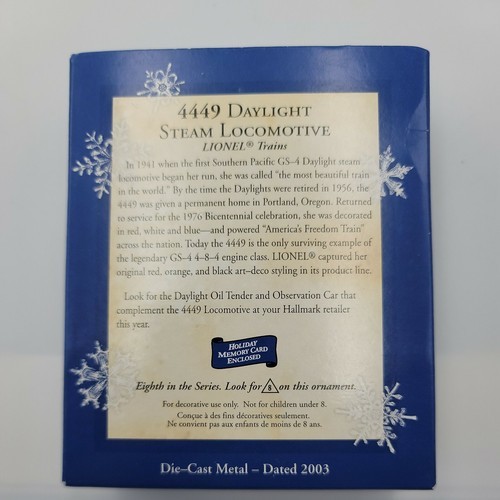 4449 Daylight
Steam Locomotive
LIONEL® Trains
In 1941 when the first Southern Pacific GS–4 Daylight steam
locomotive began her run, she was called "the most beautiful train
in the world." By the time the Daylights were retired in 1956, the
4449 was given a permanent home in Portland, Oregon. Returned
to service for the 1976 Bicentennial celebration, she was decorated
in red, white and blue—and powered "America's Freedom Train"
across the nation. Today the 4449 is the only surviving example of
the legendary GS–4 4–8–4 engine class. LIONEL® captured her
original red, orange, and black art–deco styling in its product line.
Look for the Daylight Oil Tender and Observation Car that
complement the 4449 Locomotive at your Hallmark retailer
this year.
HOLIDAY
MEMORY CARD
ENCLOSED
Eighth in the Series. Look for 8 on this ornament.
For decorative use only. Not for children under 8.
Conçue à des fins décoratives seulement.
Ne convient pas aux enfants de moins de 8 ans.
Die–Cast Metal – Dated 2003